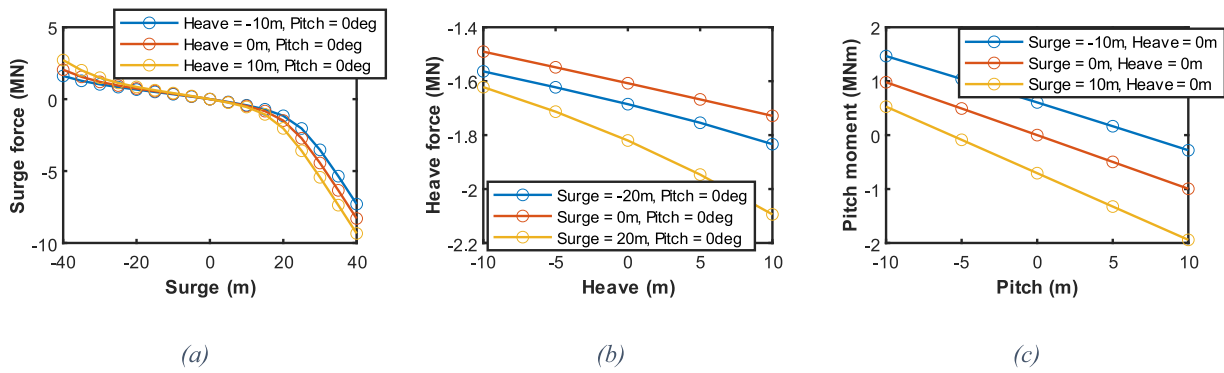 5
0
-5
-10
Surge force (MN)
-40
-20
0
20
40
Surge (m)
Heave = -10m, Pitch = 0deg
Heave = 0m, Pitch = 0deg
Heave = 10m, Pitch = 0deg
(a)
-1.4
-1.6
-1.8
-2
-2.2
Heave force (MN)
-10
-5
0
5
10
Heave (m)
Surge = -20m, Pitch = 0deg
Surge = 0m, Pitch = 0deg
Surge = 20m, Pitch = 0deg
(b)
2
1
0
-1
-2
Pitch moment (MNm)
-10
-5
0
5
10
Pitch (m)
Surge = -10m, Heave = 0m
Surge = 0m, Heave = 0m
Surge = 10m, Heave = 0m
(c)